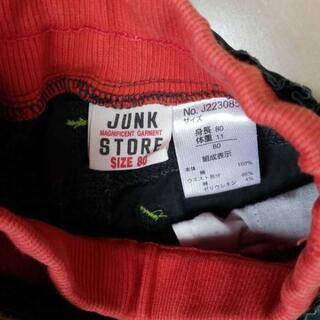 JUNK
MAGNIFICENT GARMENT
STORE
SIZE 80
No. J223085
サイズ
身長 80
体重 11
80
組成表示
本体 綿 100%
ウエスト部分 綿 96%
ポリウレタン 4%